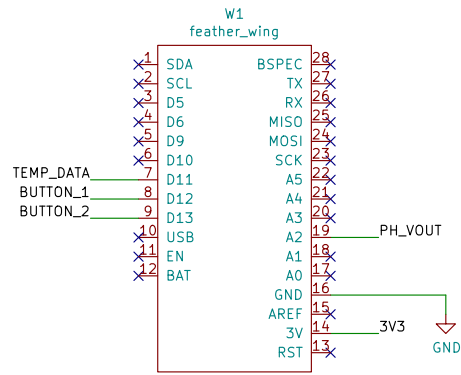 W1
feather_wing
1 SDA BSPEC 28
2 SCL TX 27
3 D5 RX 26
4 D6 MISO 25
5 D9 MOSI 24
6 D10 SCK 23
TEMP_DATA 7 D11 A5 22
BUTTON_1 8 D12 A4 21
BUTTON_2 9 D13 A3 20
10 USB A2 19 PH_VOUT
11 EN A1 18
12 BAT A0 17
GND 16
AREF 15
3V 14 3V3
RST 13
GND